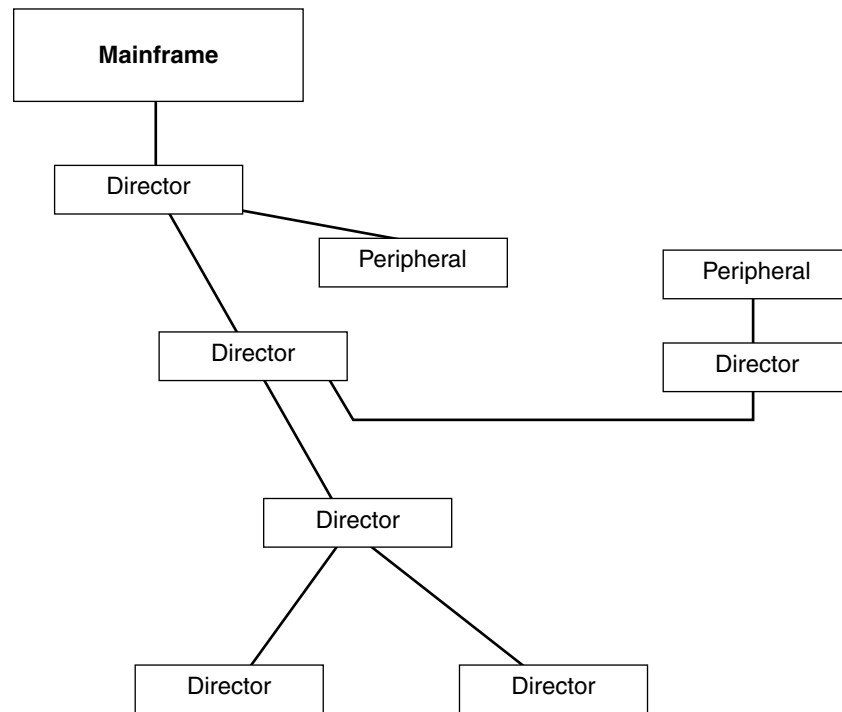 Mainframe
Director
Peripheral
Peripheral
Director
Director
Director
Director
Director